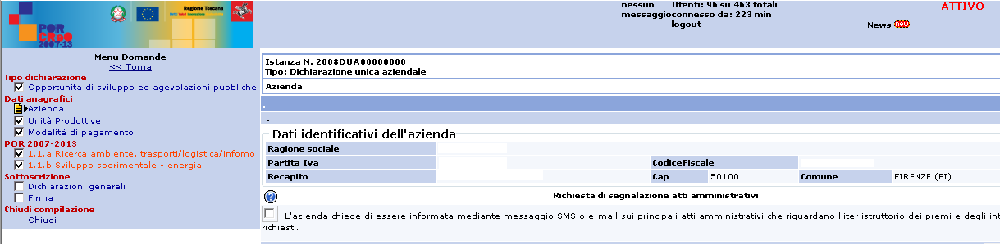 Regione Toscana
POR
CReO
2007-13
nessun messaggio
Utenti: 96 su 463 totali
connesso da: 223 min
logout
ATTIVO
News new
Menu Domande
<< Torna
Tipo dichiarazione
Opportunità di sviluppo ed agevolazioni pubbliche
Dati anagrafici
Azienda
Unità Produttive
Modalità di pagamento
POR 2007-2013
1.1.a Ricerca ambiente, trasporti/logistica/infomo
1.1.b Sviluppo sperimentale - energia
Sottoscrizione
Dichiarazioni generali
Firma
Chiudi compilazione
Chiudi
Istanza N. 2008DUA00000000
Tipo: Dichiarazione unica aziendale
Azienda
Dati identificativi dell'azienda
Ragione sociale
Partita Iva CodiceFiscale
Recapito Cap 50100 Comune FIRENZE (FI)
Richiesta di segnalazione atti amministrativi
L'azienda chiede di essere informata mediante messaggio SMS o e-mail sui principali atti amministrativi che riguardano l'iter istruttorio dei premi e degli int
richiesti.